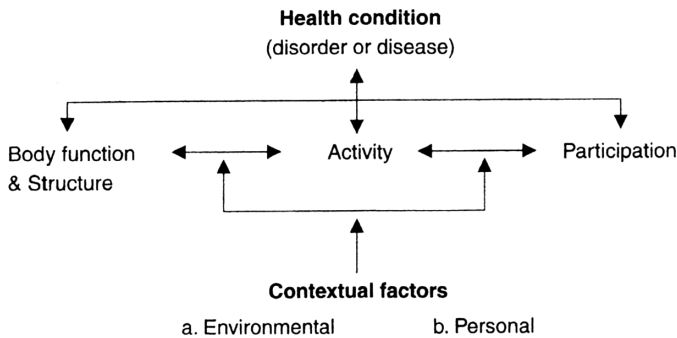 Health condition
(disorder or disease)
Body function
& Structure
Activity
Participation
Contextual factors
a. Environmental
b. Personal